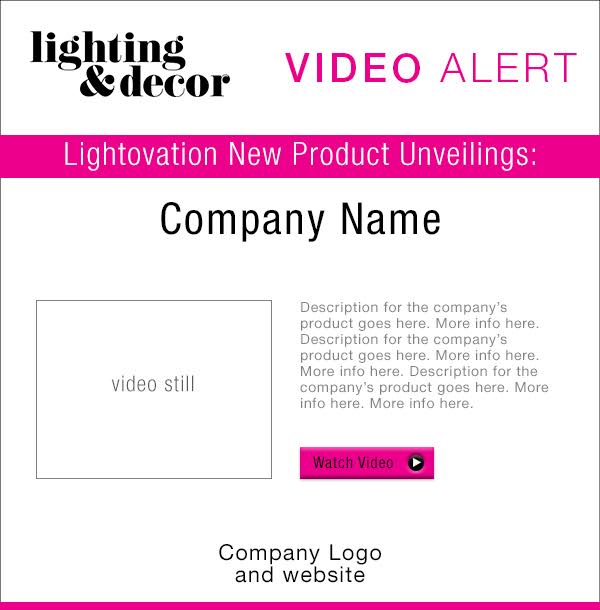 lighting
& decor
VIDEO ALERT
Lightovation New Product Unveilings:
Company Name
video still
Description for the company's
product goes here. More info here.
Description for the company's
product goes here. More info here.
More info here. Description for the
company's product goes here. More
info here. More info here.
Watch Video
Company Logo
and website